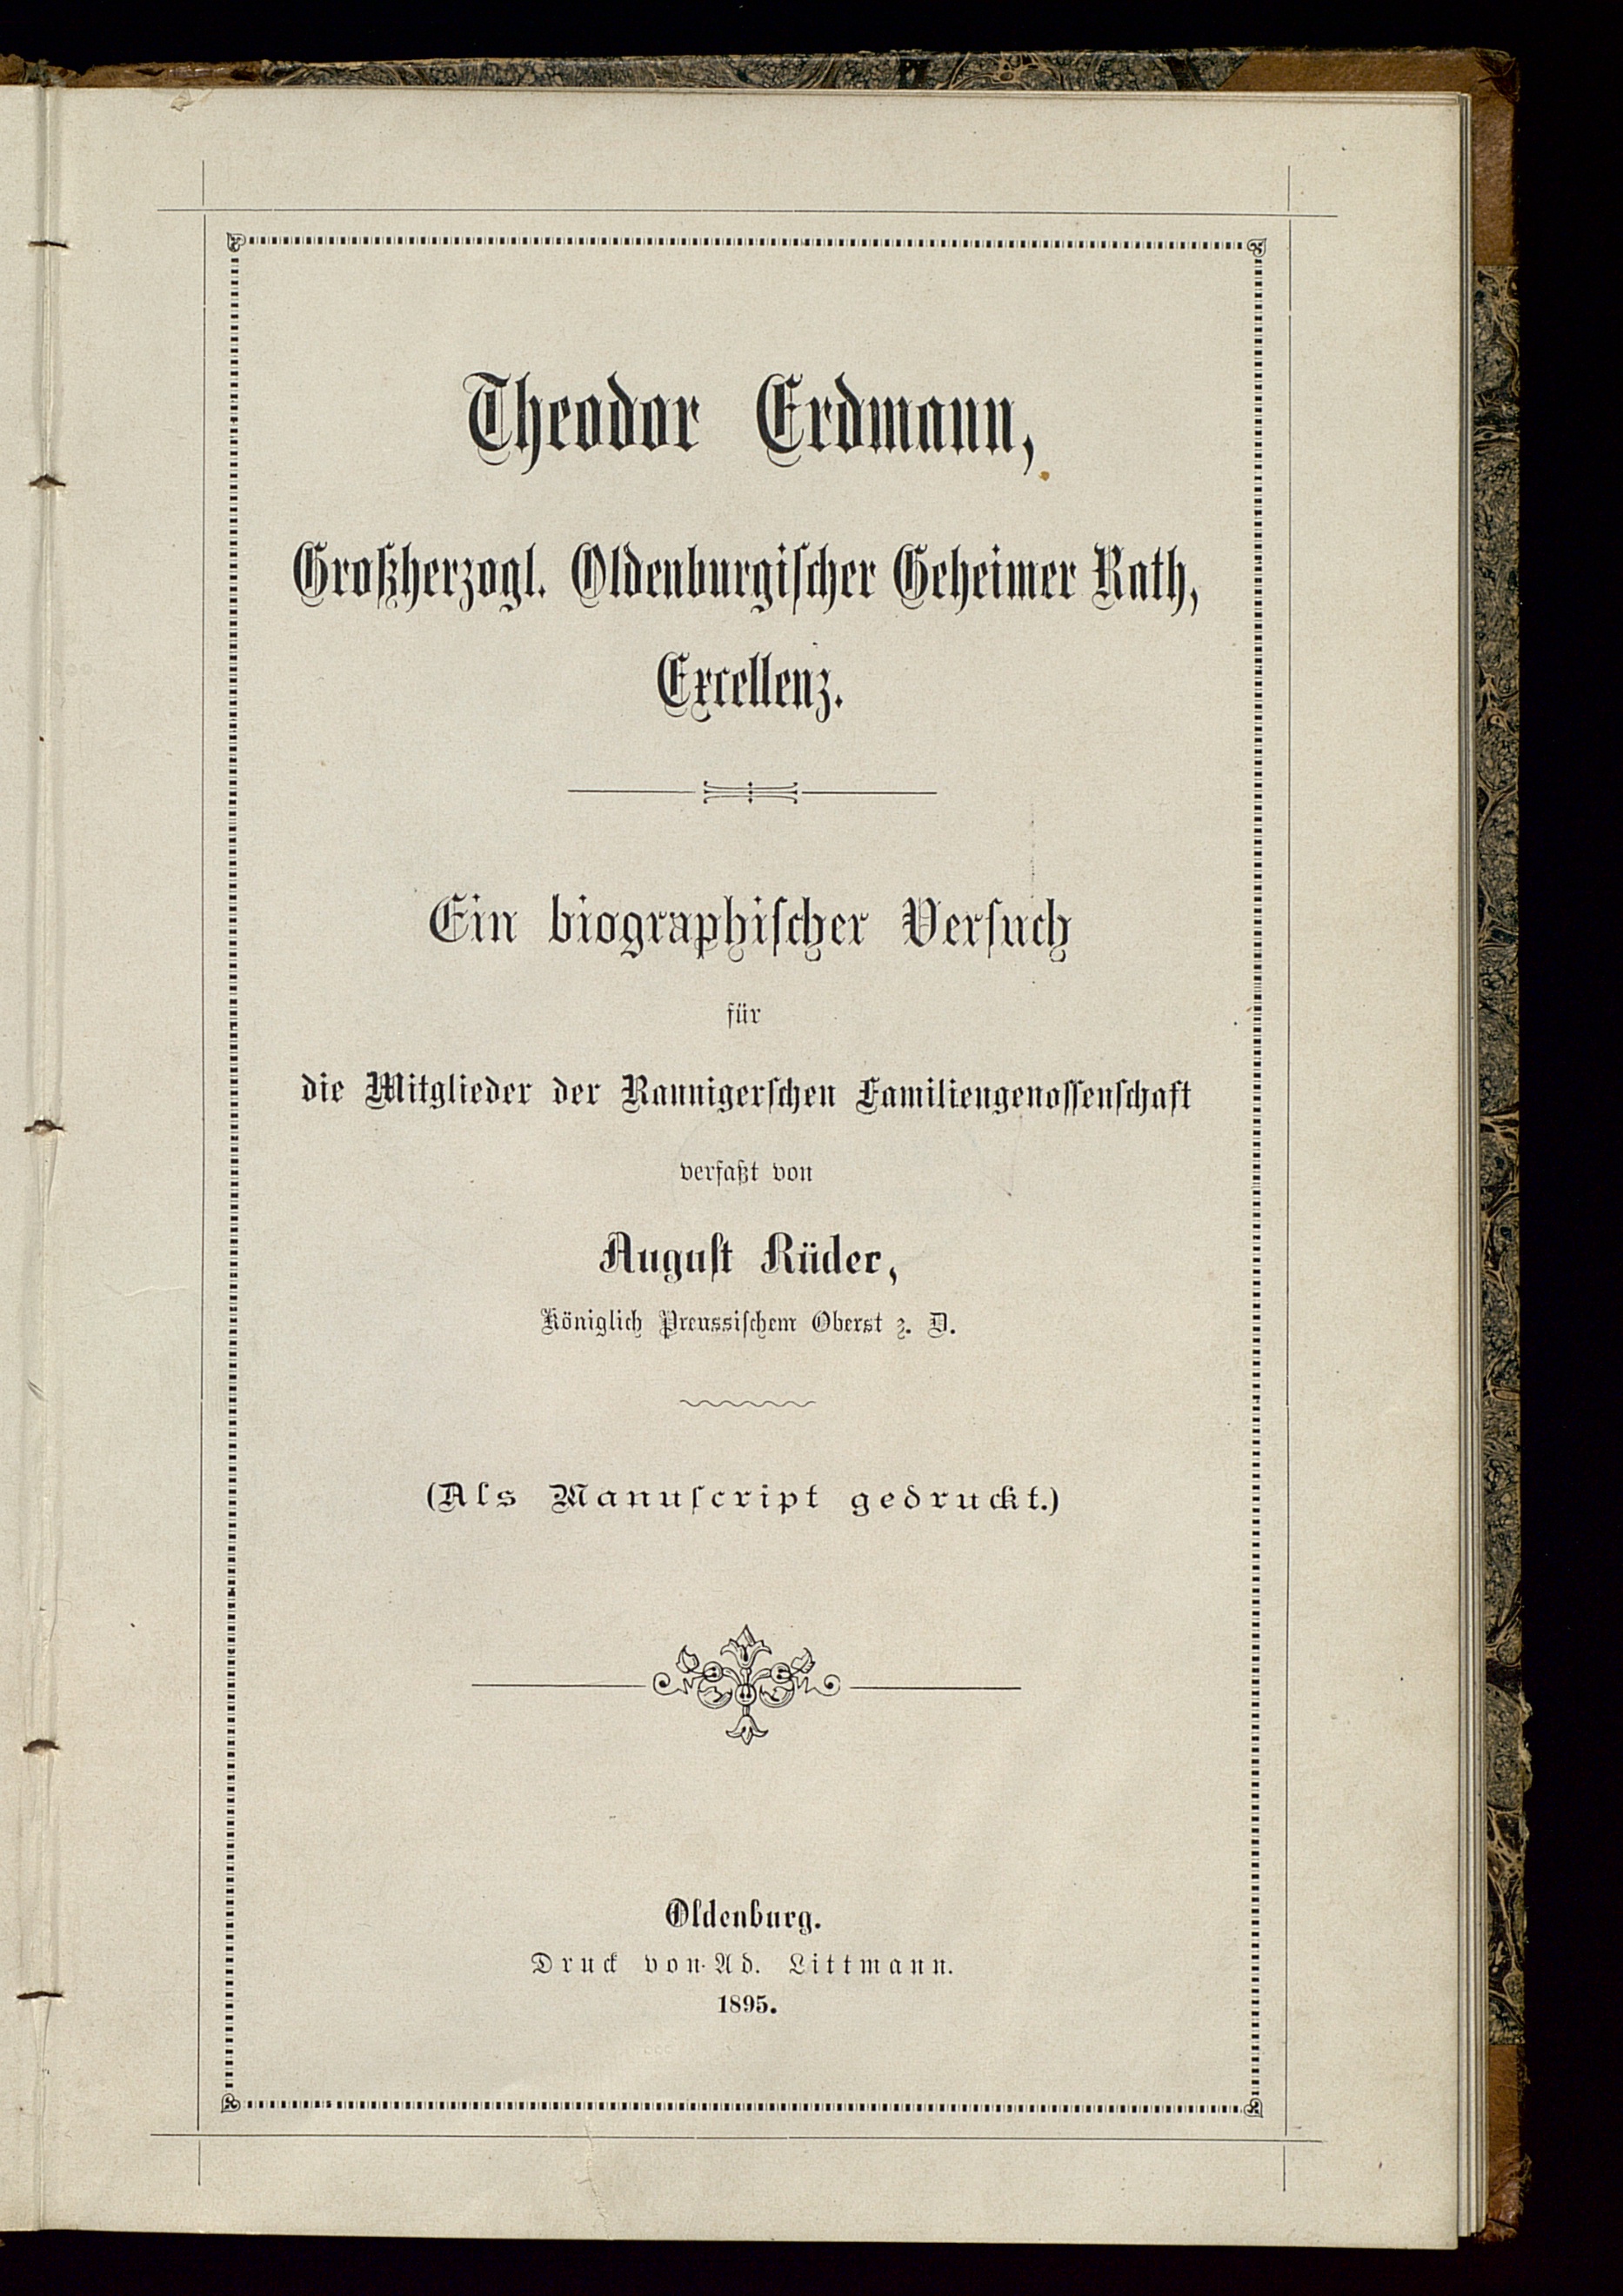 Theodor Erdmann,
Großherzogl. Oldenburgischer Geheimer Rath,
Excellenz.
Ein biographischer Versuch
für
die Mitglieder der Rannigerschen Familiengenossenschaft
verfaßt von
August Rüder,
Königlich Preussischem Oberst z. D.
(Als Manuscript gedruckt.)
Oldenburg.
Druck von Ad. Littmann.
1895.